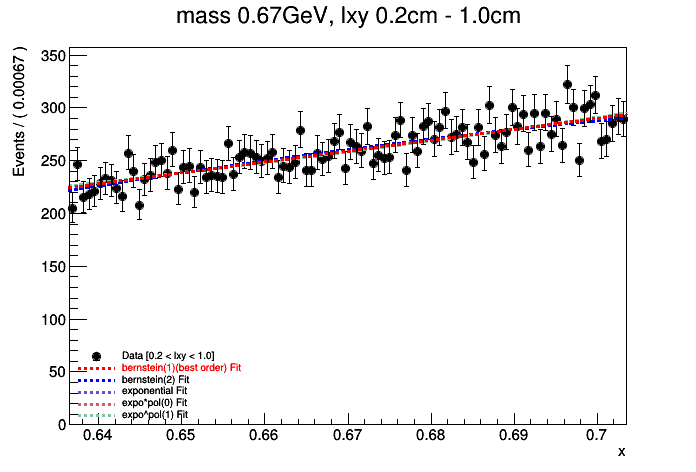 mass 0.67GeV, lxy 0.2cm - 1.0cm
Events / ( 0.00067 )
350
300
250
200
150
100
50
0
Data [0.2 < lxy < 1.0]
bernstein(1)(best order) Fit
bernstein(2) Fit
exponential Fit
expo*pol(0) Fit
expo^pol(1) Fit
0.64 0.65 0.66 0.67 0.68 0.69 0.7
x